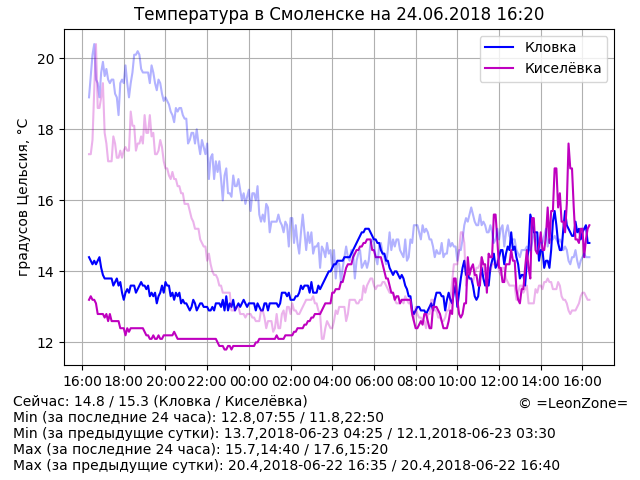 Температура в Смоленске на 24.06.2018 16:20
Кловка
Киселёвка
градусов Цельсия, °C
20
18
16
14
12
16:00 18:00 20:00 22:00 00:00 02:00 04:00 06:00 08:00 10:00 12:00 14:00 16:00
Сейчас: 14.8 / 15.3 (Кловка / Киселёвка)
© =LeonZone=
Min (за последние 24 часа): 12.8,07:55 / 11.8,22:50
Min (за предыдущие сутки): 13.7,2018-06-23 04:25 / 12.1,2018-06-23 03:30
Max (за последние 24 часа): 15.7,14:40 / 17.6,15:20
Max (за предыдущие сутки): 20.4,2018-06-22 16:35 / 20.4,2018-06-22 16:40